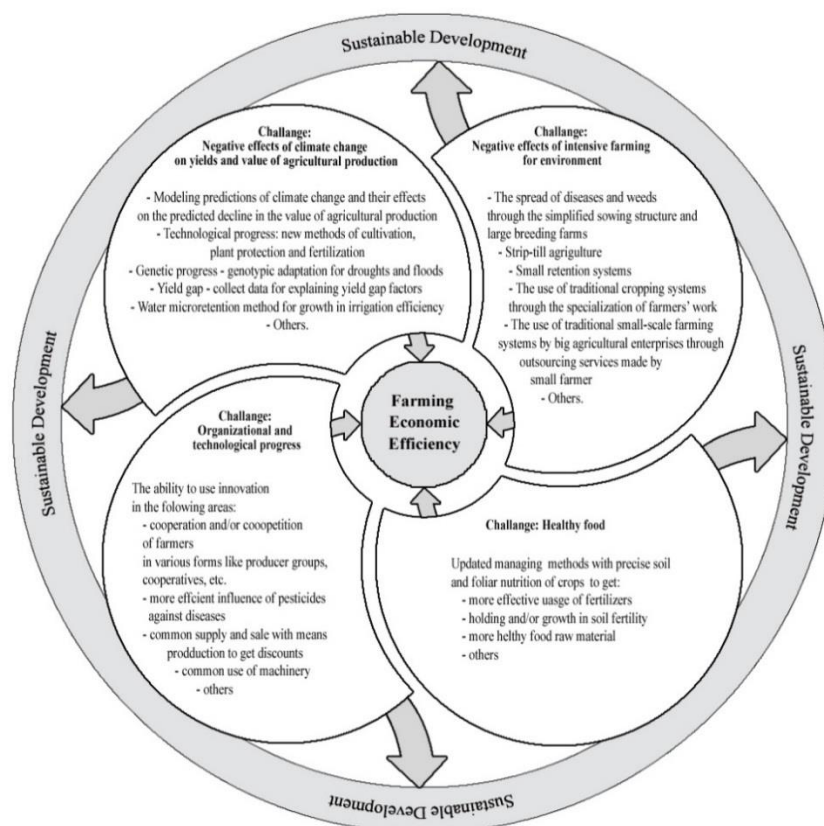 Sustainable Development
Challange:
Negative effects of climate change
on yields and value of agricultural production
- Modeling predictions of climate change and their effects
on the predicted decline in the value of agricultural production
- Technological progress: new methods of cultivation,
plant protection and fertilization
- Genetic progress - genotypic adaptation for droughts and floods
- Yield gap - collect data for explaining yield gap factors
- Water microretention method for growth in irrigation efficiency
- Others.
Challange:
Negative effects of intensive farming
for environment
- The spread of diseases and weeds
through the simplified sowing structure and
large breeding farms
- Strip-till agrigulture
- Small retention systems
- The use of traditional cropping systems
through the specialization of farmers' work
- The use of traditional small-scale farming
systems by big agricultural enterprises through
outsourcing services made by
small farmer
- Others.
Sustainable Development
Farming
Economic
Efficiency
Sustainable Development
Challange:
Organizational and
technological progress
The ability to use innovation
in the folowing areas:
- cooperation and/or cooopetition
of farmers
in various forms like producer groups,
cooperatives, etc.
- more effcient influence of pesticides
against diseases
- common supply and sale with means
prodduction to get discounts
- common use of machinery
- others
Challange: Healthy food
Updated managing methods with precise soil
and foliar nutrition of crops to get:
- more effective uasge of fertilizers
- holding and/or growth in soil fertility
- more helthy food raw material
- others
Sustainable Development